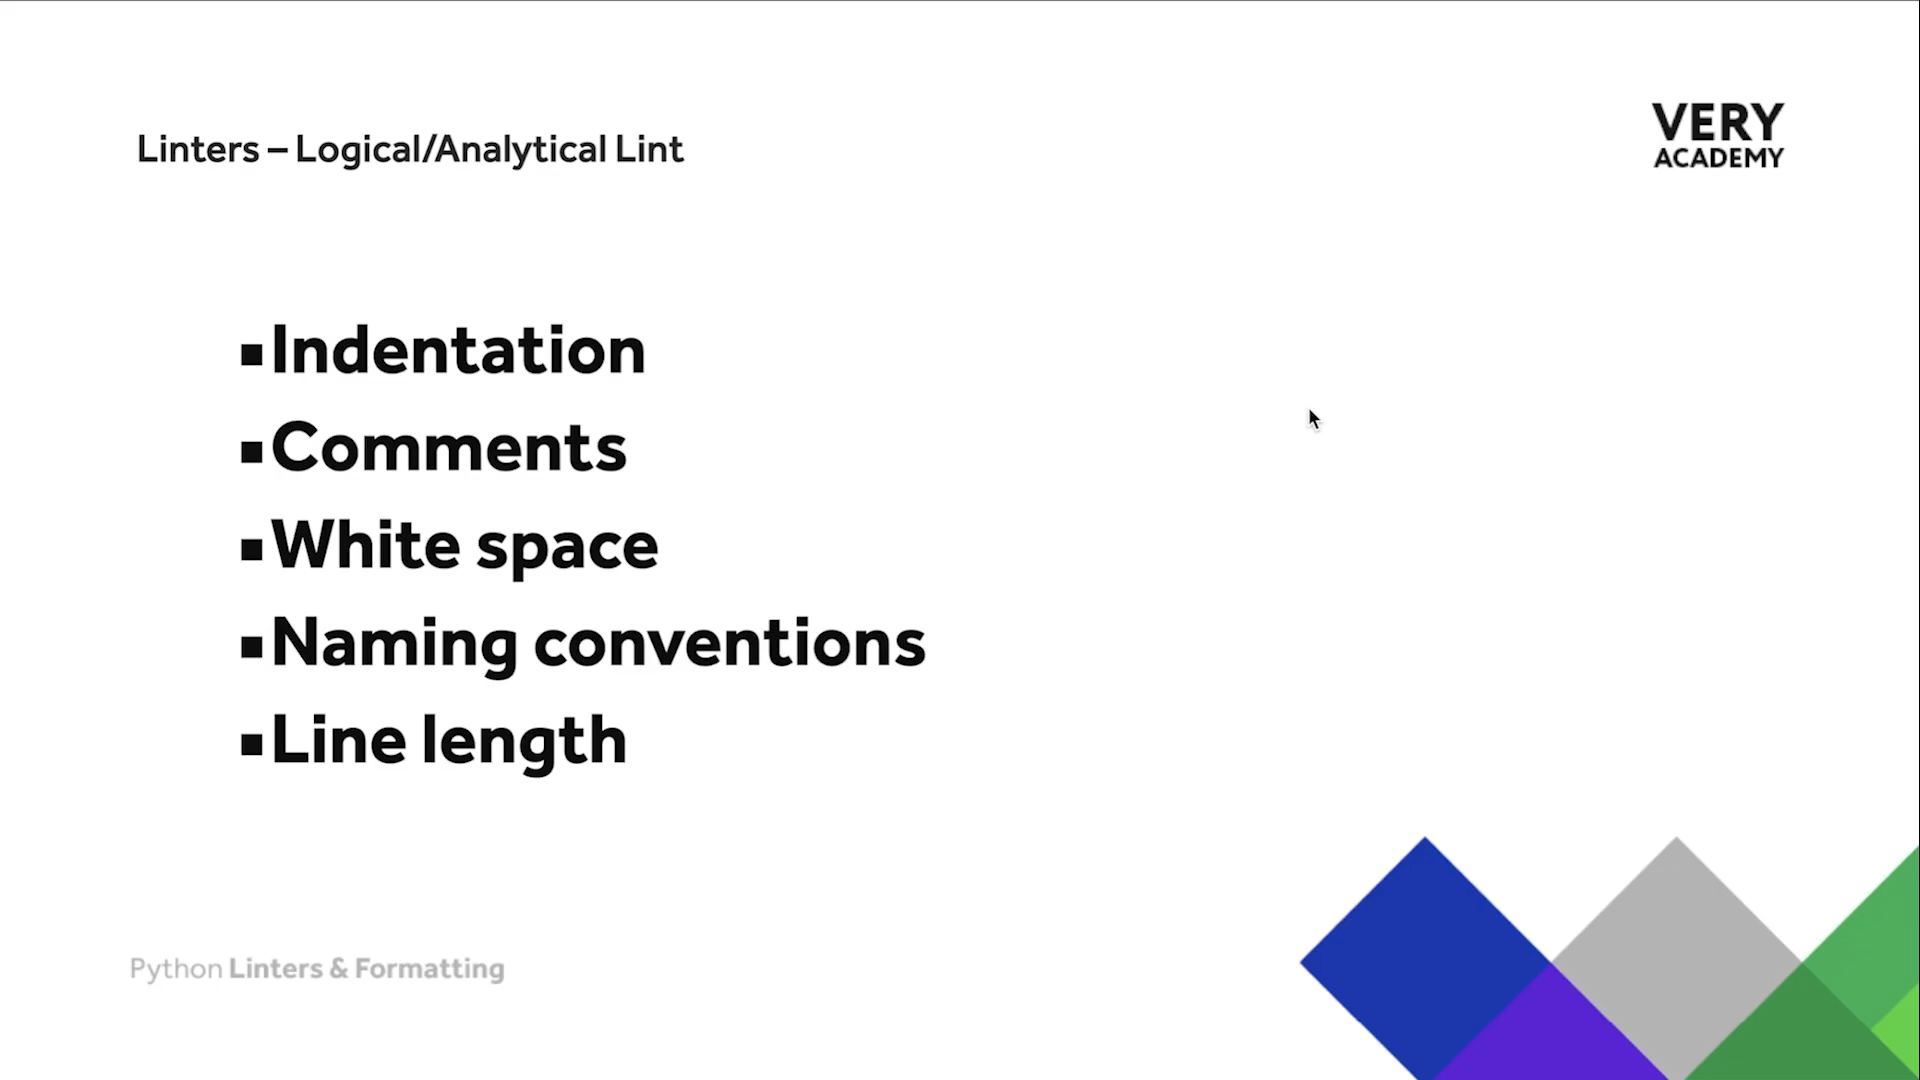 Linters – Logical/Analytical Lint
VERY
ACADEMY
▪Indentation
▪Comments
▪White space
▪Naming conventions
▪Line length
Python Linters & Formatting